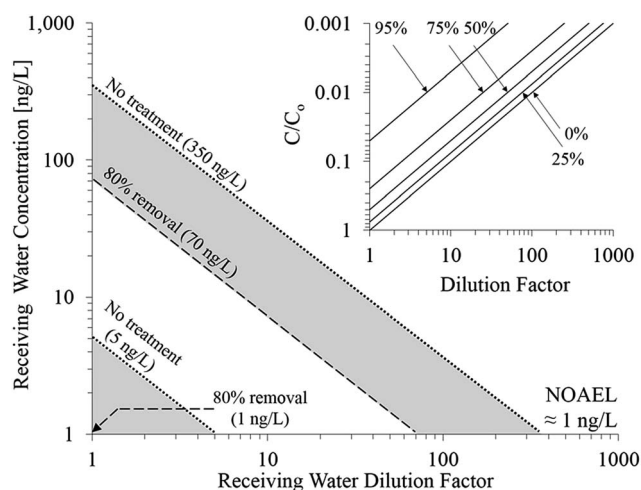 1,000
100
10
1
Receiving Water Concentration [ng/L]
No treatment (350 ng/L)
80% removal (70 ng/L)
No treatment
(5 ng/L)
80% removal
(1 ng/L)
NOAEL
≈ 1 ng/L
1
10
100
1000
Receiving Water Dilution Factor
0.001
0.01
0.1
1
C/Co
95%
75%
50%
0%
25%
1
10
100
1000
Dilution Factor